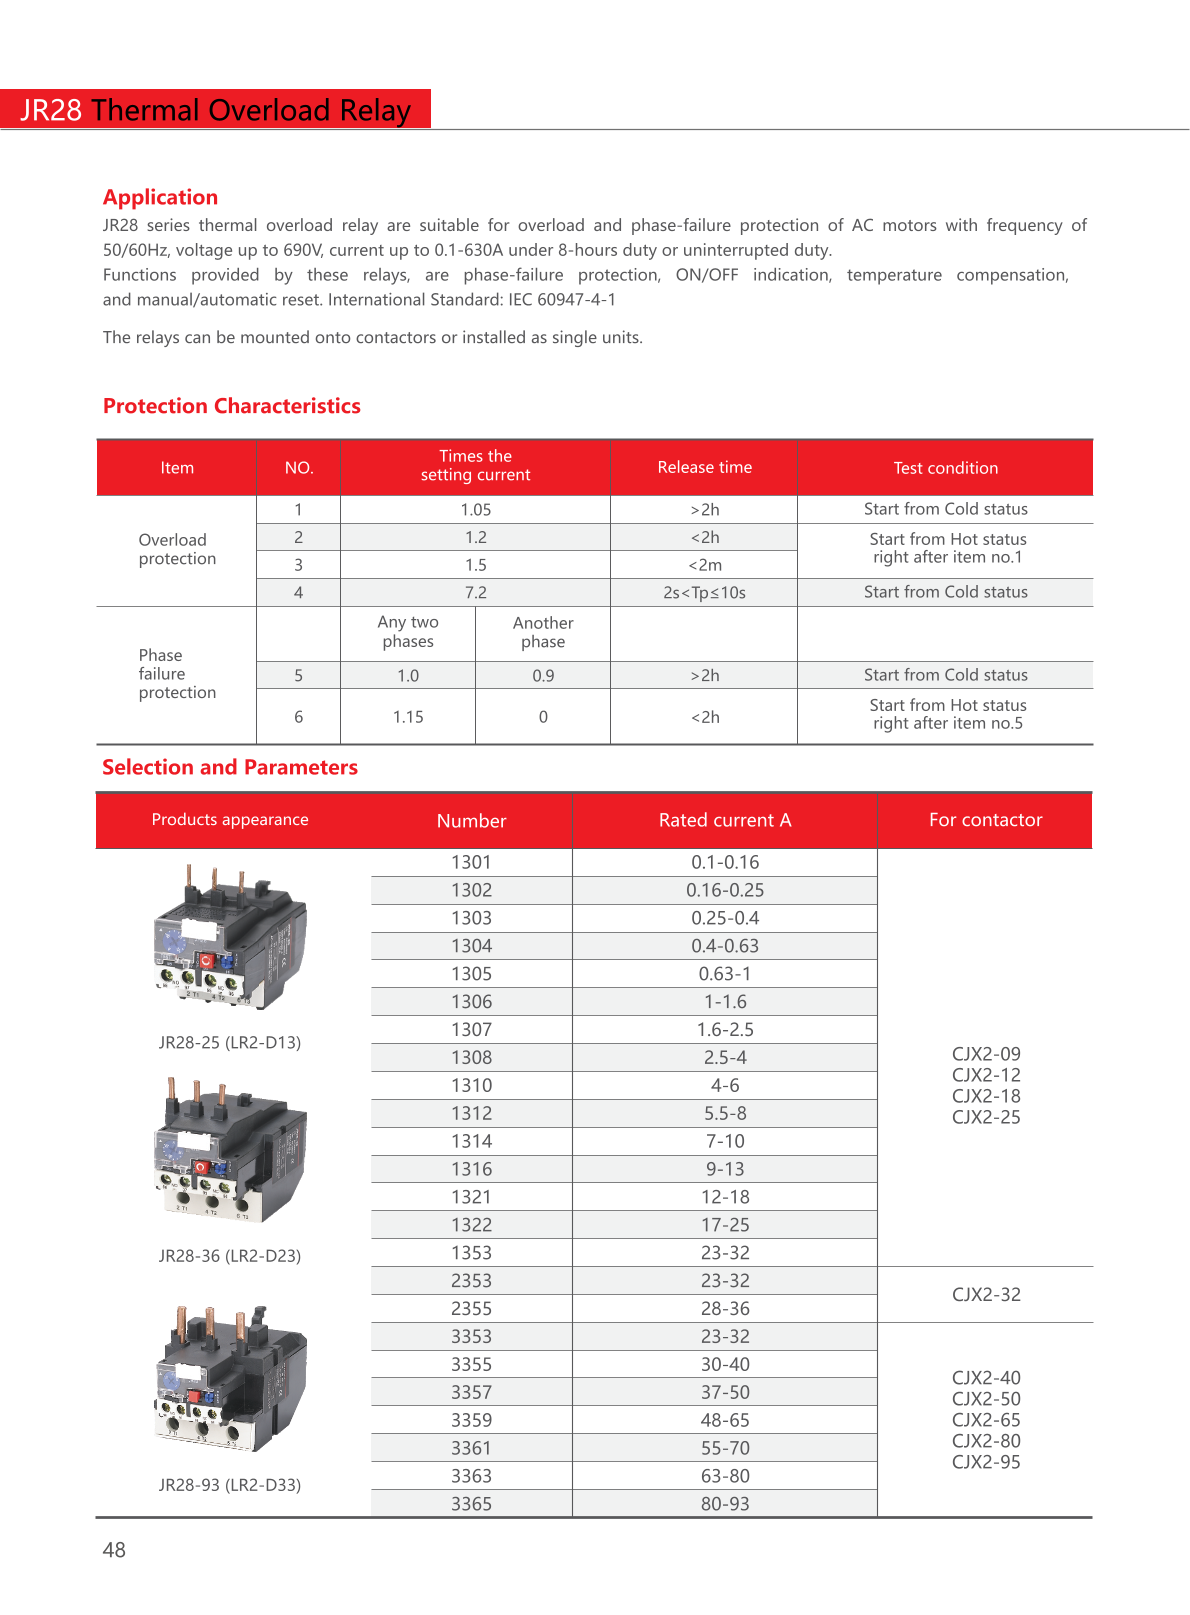 JR28 Thermal Overload Relay
Application
JR28 series thermal overload relay are suitable for overload and phase-failure protection of AC motors with frequency of
50/60Hz, voltage up to 690V, current up to 0.1-630A under 8-hours duty or uninterrupted duty.
Functions provided by these relays, are phase-failure protection, ON/OFF indication, temperature compensation,
and manual/automatic reset. International Standard: IEC 60947-4-1
The relays can be mounted onto contactors or installed as single units.
Protection Characteristics
Item NO. Times the setting current Release time Test condition
Overload protection
1 1.05 >2h Start from Cold status
2 1.2 <2h Start from Hot status
right after item no.1
3 1.5 <2m
4 7.2 2s<Tp≤10s Start from Cold status
Phase failure protection
Any two phases Another phase
5 1.0 0.9 >2h Start from Cold status
6 1.15 0 <2h Start from Hot status
right after item no.5
Selection and Parameters
Products appearance Number Rated current A For contactor
1301 0.1-0.16
1302 0.16-0.25
1303 0.25-0.4
1304 0.4-0.63
1305 0.63-1
1306 1-1.6
1307 1.6-2.5
1308 2.5-4
1310 4-6
1312 5.5-8
1314 7-10
1316 9-13
1321 12-18
1322 17-25
1353 23-32
2353 23-32
2355 28-36
3353 23-32
3355 30-40
3357 37-50
3359 48-65
3361 55-70
3363 63-80
3365 80-93
CJX2-09
CJX2-12
CJX2-18
CJX2-25
CJX2-32
CJX2-40
CJX2-50
CJX2-65
CJX2-80
CJX2-95
2 T1 4 T2 6 T3
JR28-25 (LR2-D13)
2 T1 4 T2 6 T3
JR28-36 (LR2-D23)
JR28-93 (LR2-D33)
48